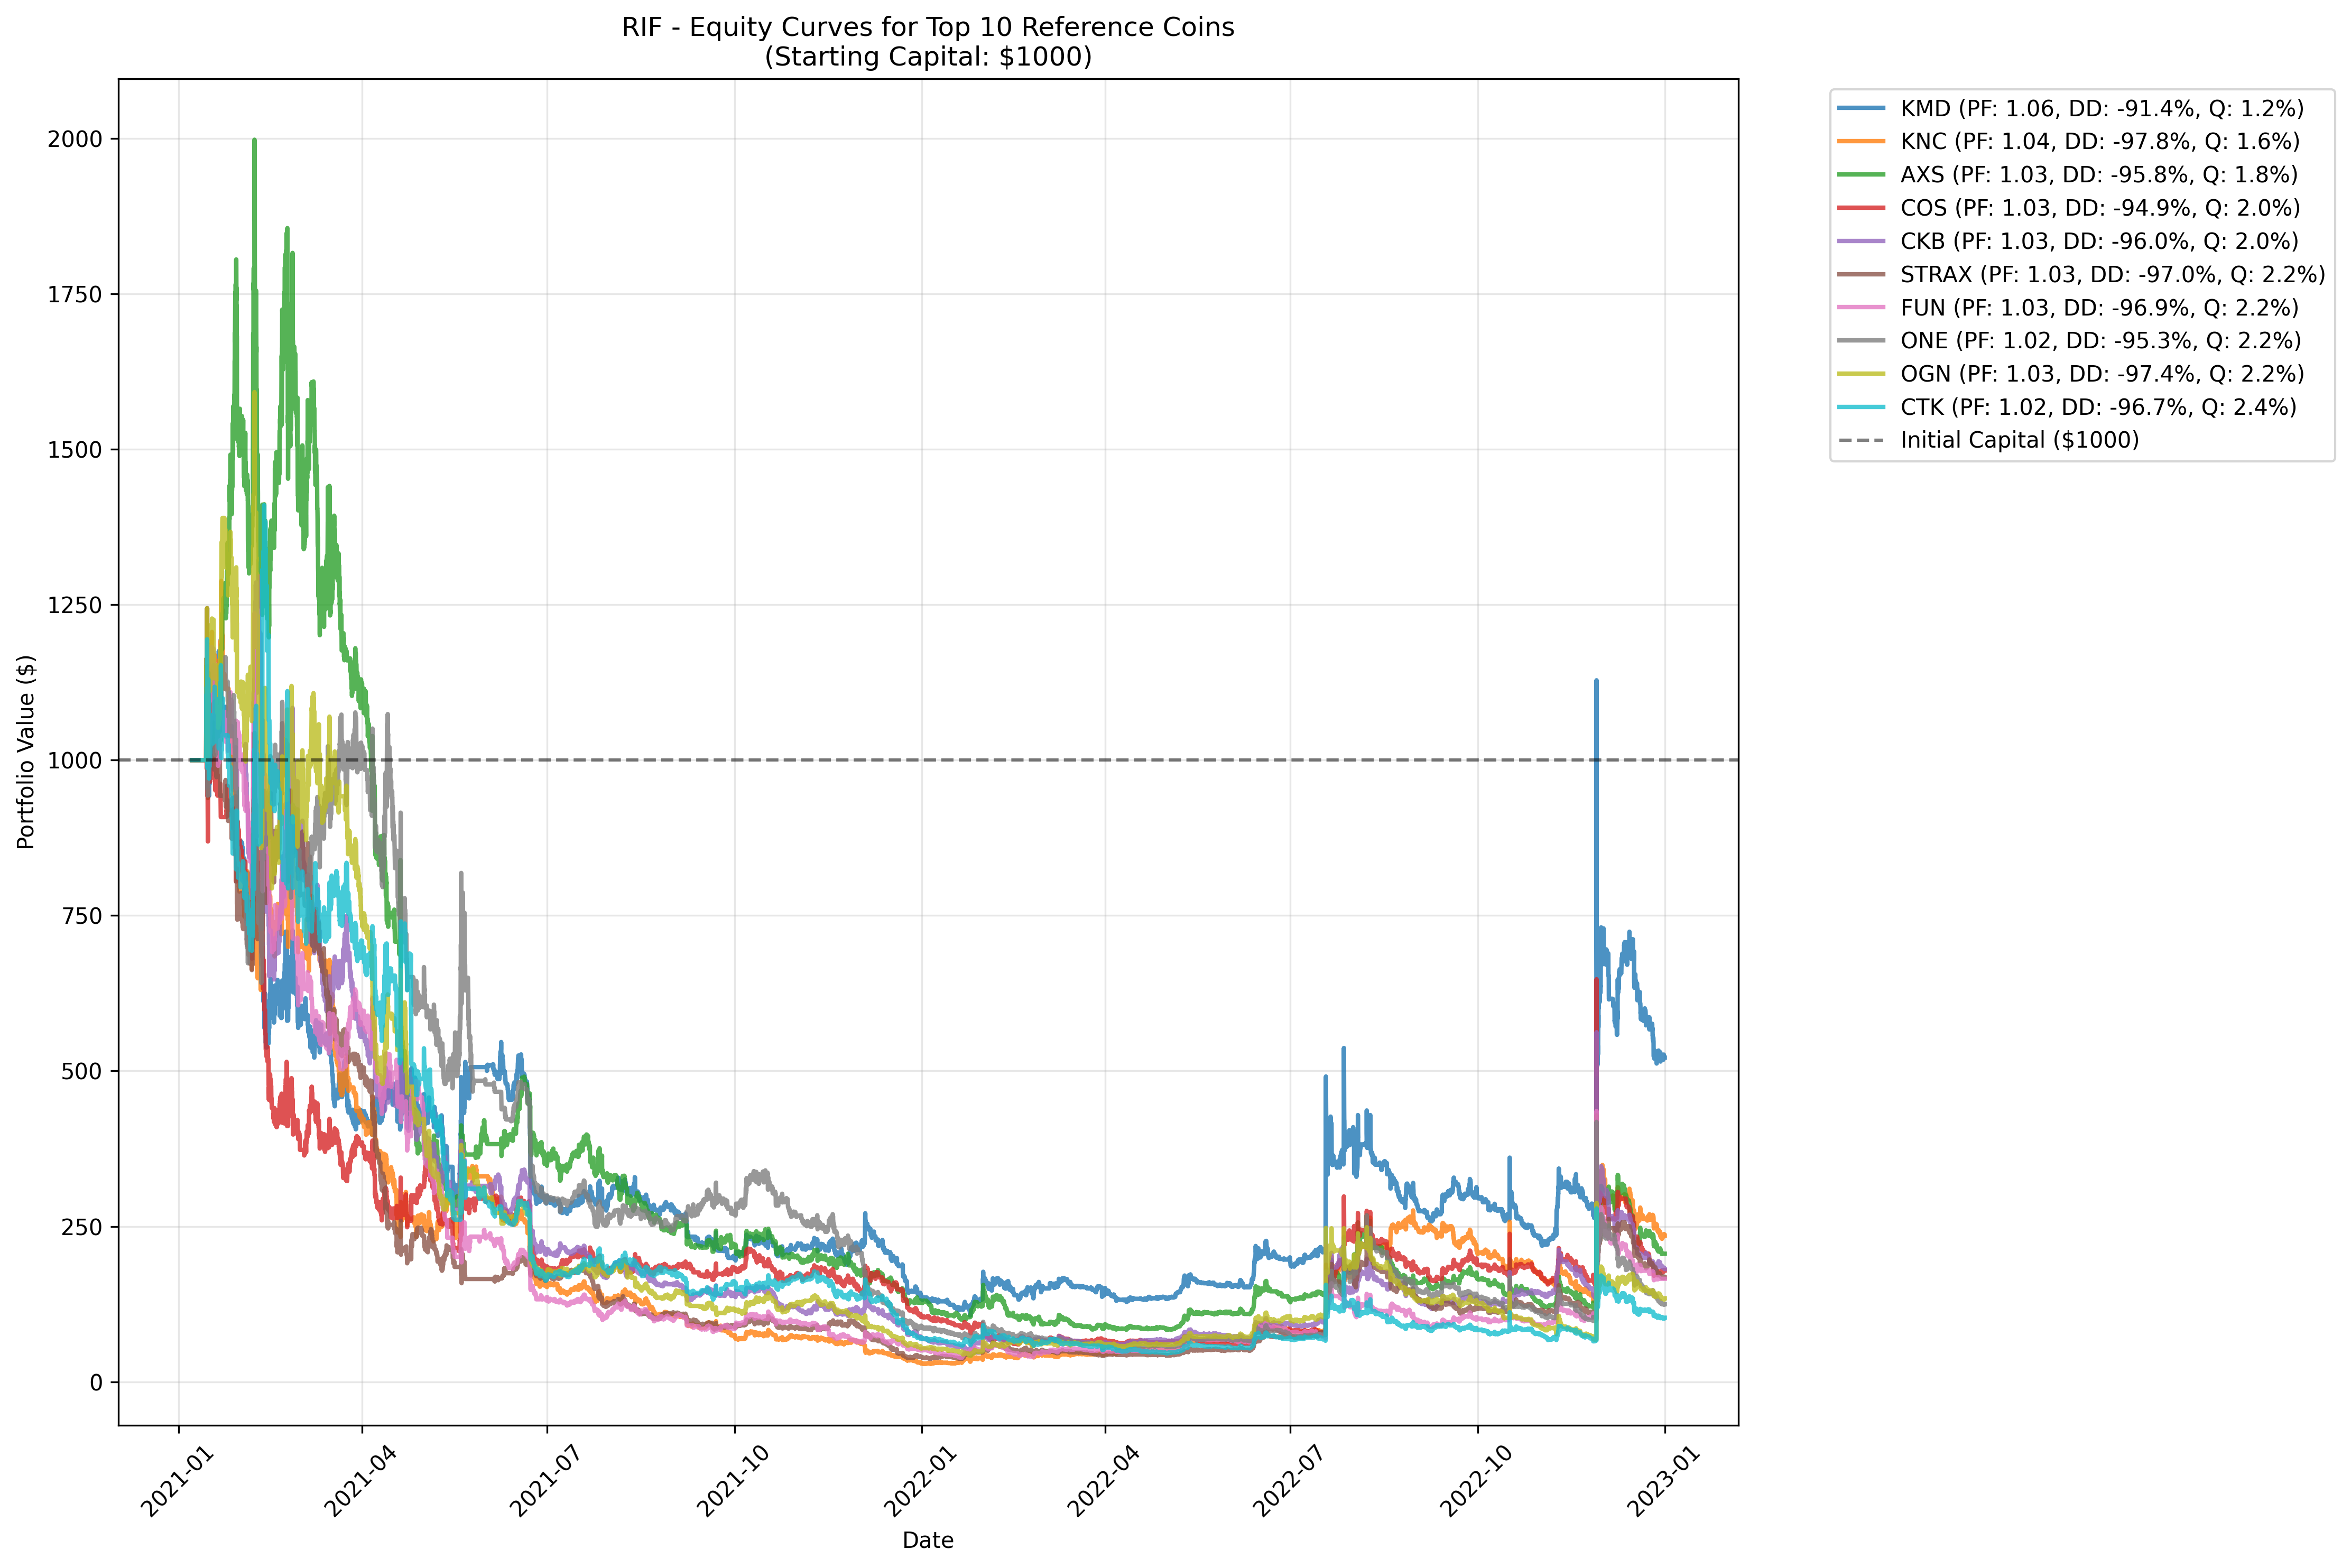 RIF - Equity Curves for Top 10 Reference Coins
(Starting Capital: $1000)
Portfolio Value ($)
2000
1750
1500
1250
1000
750
500
250
0
2021-01
2021-04
2021-07
2021-10
2022-01
2022-04
2022-07
2022-10
2023-01
Date
KMD (PF: 1.06, DD: -91.4%, Q: 1.2%)
KNC (PF: 1.04, DD: -97.8%, Q: 1.6%)
AXS (PF: 1.03, DD: -95.8%, Q: 1.8%)
COS (PF: 1.03, DD: -94.9%, Q: 2.0%)
CKB (PF: 1.03, DD: -96.0%, Q: 2.0%)
STRAX (PF: 1.03, DD: -97.0%, Q: 2.2%)
FUN (PF: 1.03, DD: -96.9%, Q: 2.2%)
ONE (PF: 1.02, DD: -95.3%, Q: 2.2%)
OGN (PF: 1.03, DD: -97.4%, Q: 2.2%)
CTK (PF: 1.02, DD: -96.7%, Q: 2.4%)
Initial Capital ($1000)